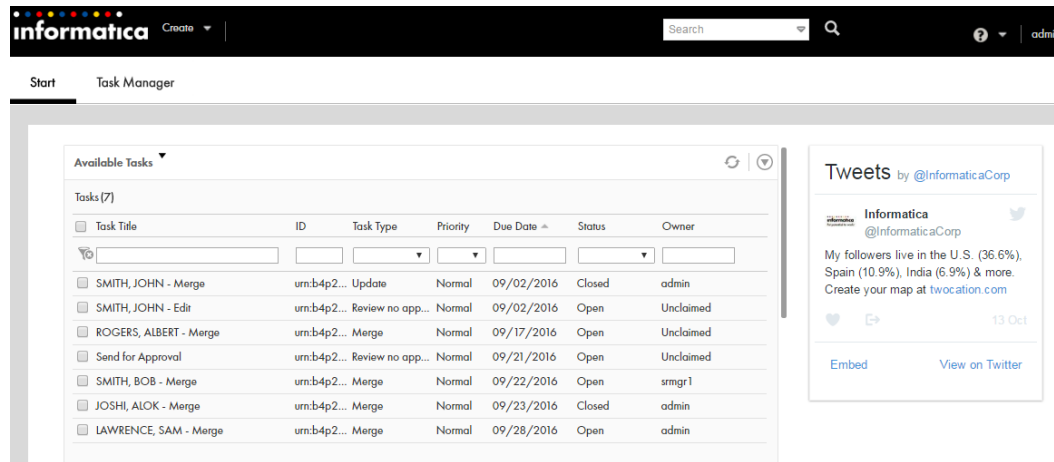 informatica Create Search admi
Start Task Manager
Available Tasks
Tasks (7)
Task Title ID Task Type Priority Due Date Status Owner
SMITH, JOHN - Merge urn:b4p2... Update Normal 09/02/2016 Closed admin
SMITH, JOHN - Edit urn:b4p2... Review no app... Normal 09/02/2016 Open Unclaimed
ROGERS, ALBERT - Merge urn:b4p2... Merge Normal 09/17/2016 Open Unclaimed
Send for Approval urn:b4p2... Review no app... Normal 09/21/2016 Open Unclaimed
SMITH, BOB - Merge urn:b4p2... Merge Normal 09/22/2016 Open srmgr1
JOSHI, ALOK - Merge urn:b4p2... Merge Normal 09/23/2016 Closed admin
LAWRENCE, SAM - Merge urn:b4p2... Merge Normal 09/28/2016 Open admin
Tweets by @InformaticaCorp
Informatica
@InformaticaCorp
My followers live in the U.S. (36.6%),
Spain (10.9%), India (6.9%) & more.
Create your map at twocation.com
13 Oct
Embed View on Twitter